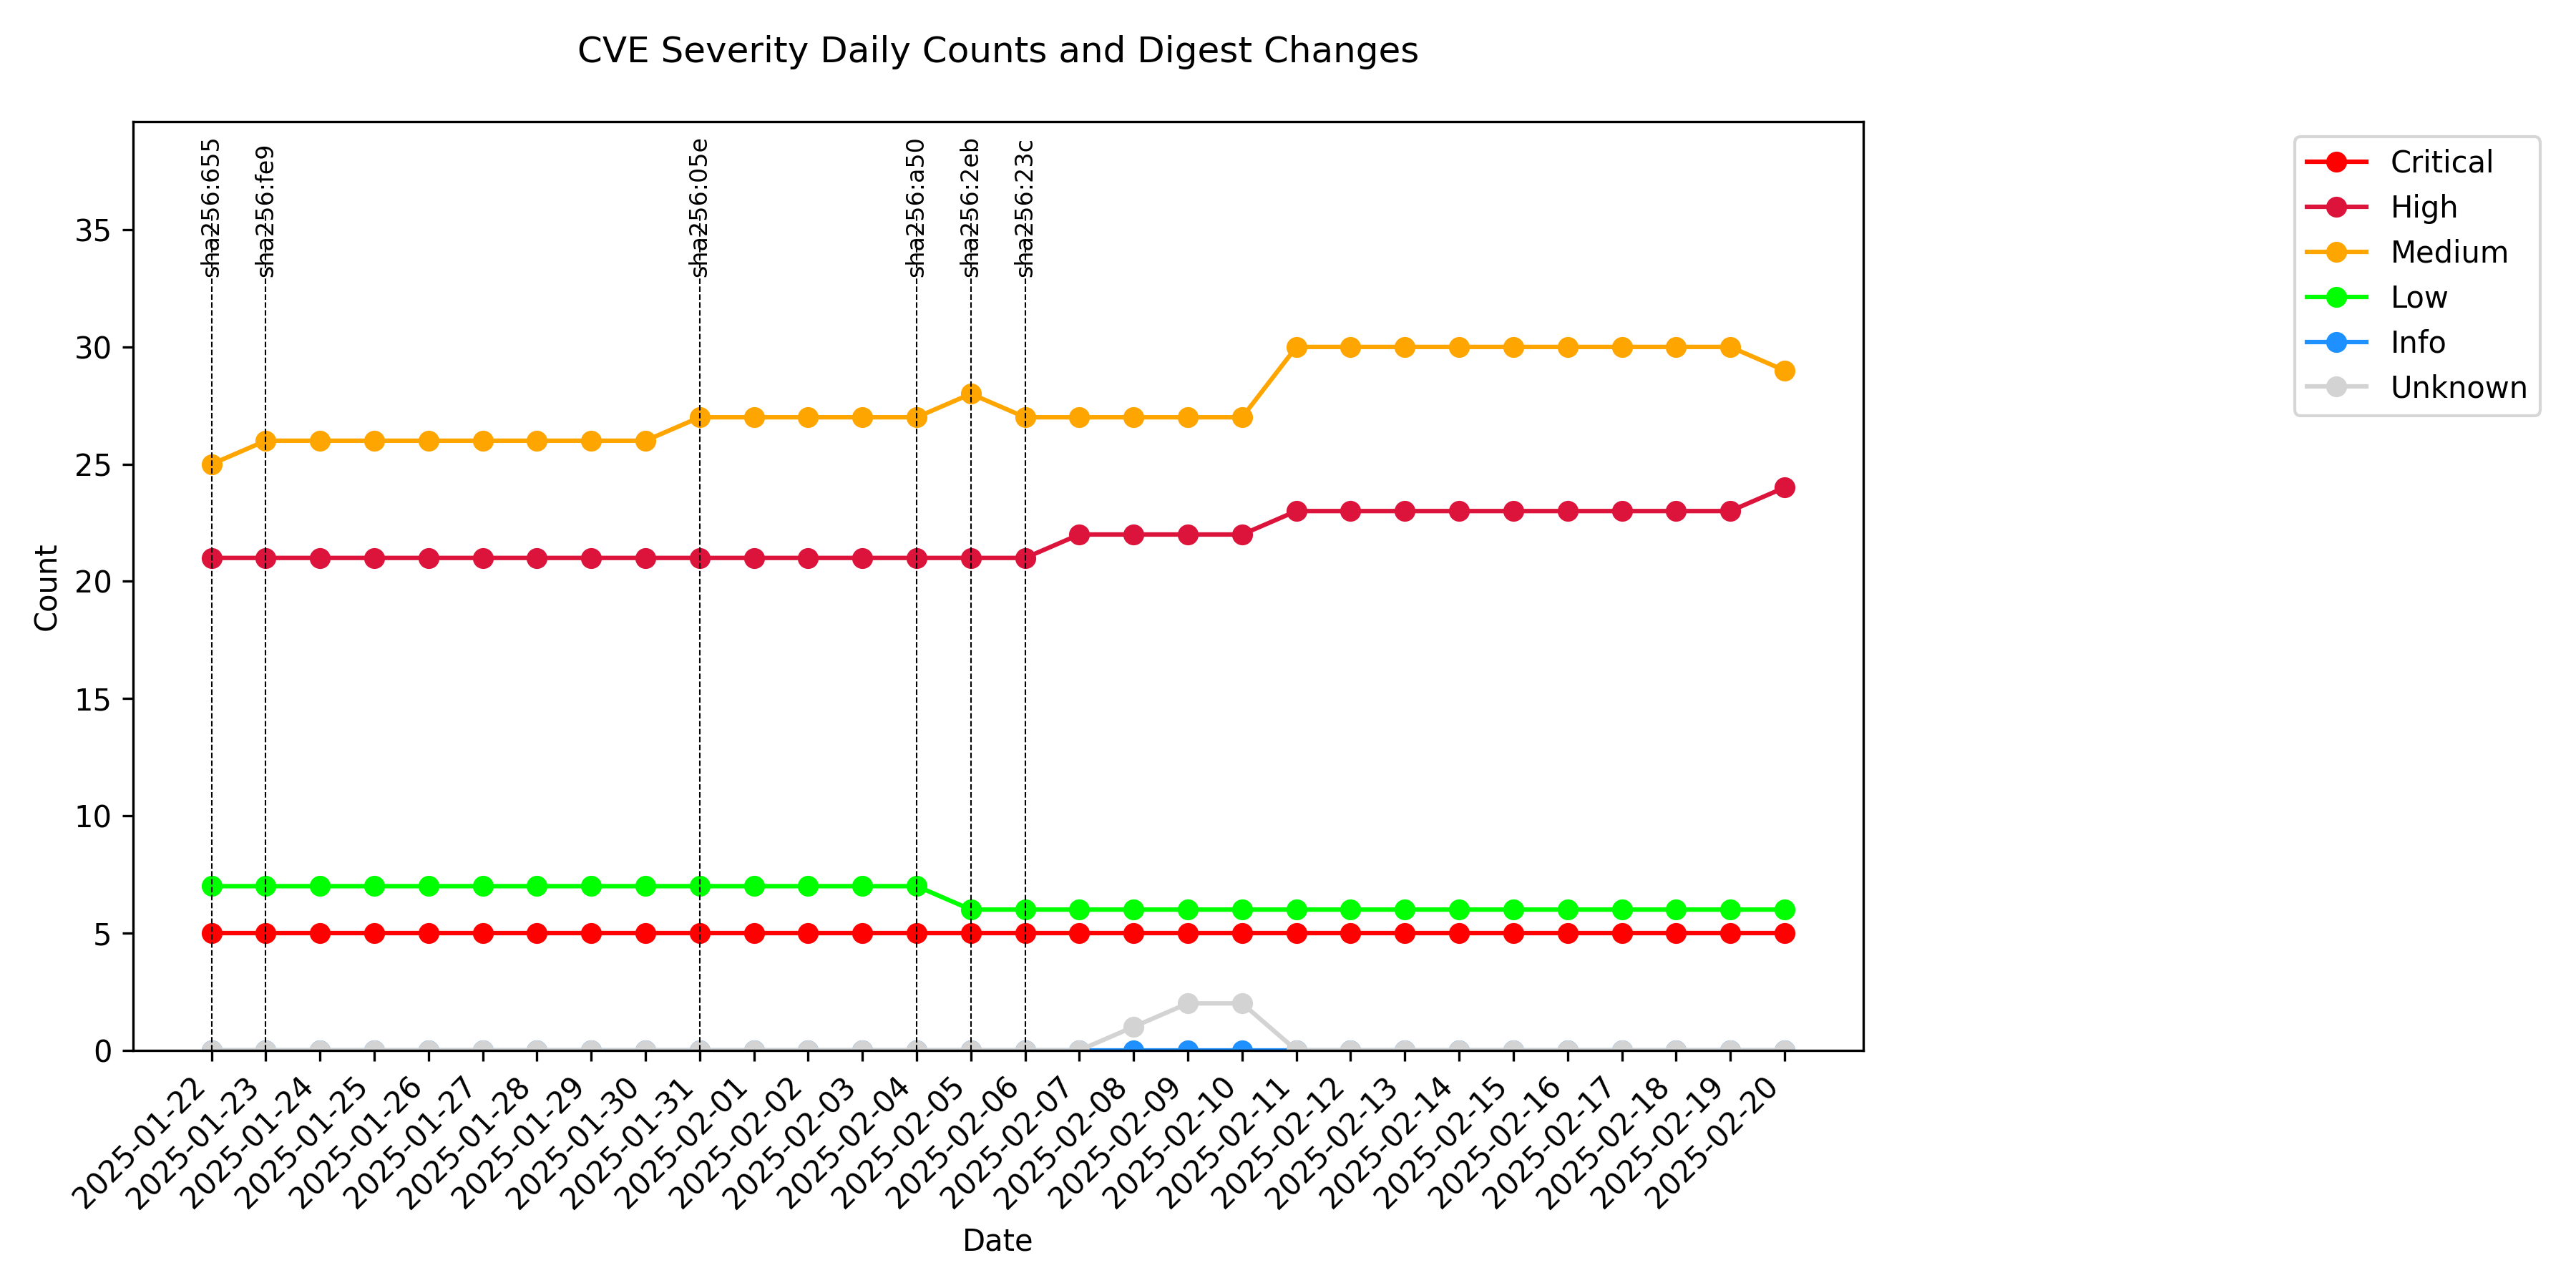 CVE Severity Daily Counts and Digest Changes
sha256:655
sha256:fe9
sha256:05e
sha256:a50
sha256:2eb
sha256:23c
Critical
High
Medium
Low
Info
Unknown
Count
35
30
25
20
15
10
5
0
2025-01-22
2025-01-23
2025-01-24
2025-01-25
2025-01-26
2025-01-27
2025-01-28
2025-01-29
2025-01-30
2025-01-31
2025-02-01
2025-02-02
2025-02-03
2025-02-04
2025-02-05
2025-02-06
2025-02-07
2025-02-08
2025-02-09
2025-02-10
2025-02-11
2025-02-12
2025-02-13
2025-02-14
2025-02-15
2025-02-16
2025-02-17
2025-02-18
2025-02-19
2025-02-20
Date